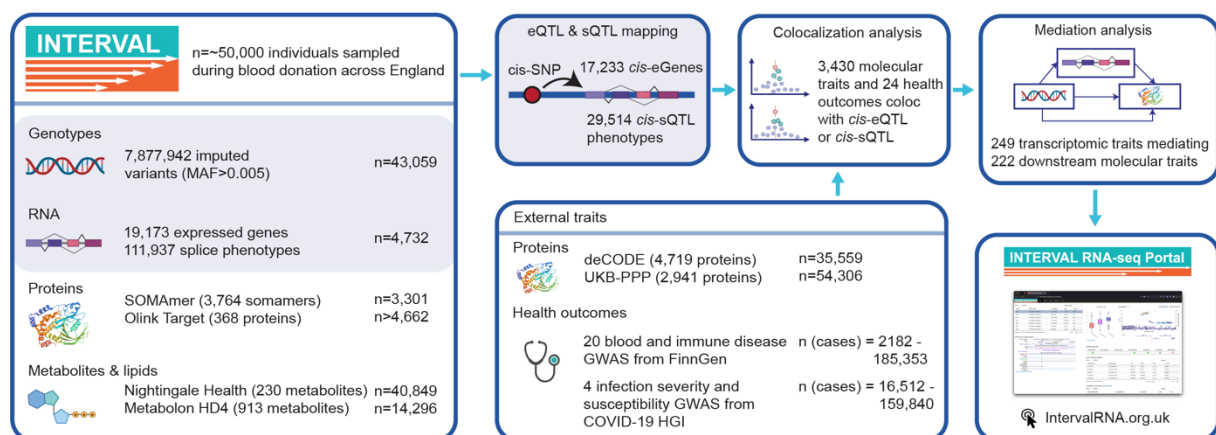 INTERVAL
n=~50,000 individuals sampled
during blood donation across England
Genotypes
7,877,942 imputed
variants (MAF>0.005)
n=43,059
RNA
19,173 expressed genes
111,937 splice phenotypes
n=4,732
Proteins
SOMAmer (3,764 somamers)
n=3,301
Olink Target (368 proteins)
n>4,662
Metabolites & lipids
Nightingale Health (230 metabolites)
n=40,849
Metabolon HD4 (913 metabolites)
n=14,296
eQTL & sQTL mapping
cis-SNP
17,233 cis-eGenes
29,514 cis-sQTL
phenotypes
Colocalization analysis
3,430 molecular
traits and 24 health
outcomes coloc
with cis-eQTL
or cis-sQTL
Mediation analysis
249 transcriptomic traits mediating
222 downstream molecular traits
External traits
Proteins
deCODE (4,719 proteins)
n=35,559
UKB-PPP (2,941 proteins)
n=54,306
Health outcomes
20 blood and immune disease
GWAS from FinnGen
n (cases) = 2182 -
185,353
4 infection severity and
susceptibility GWAS from
COVID-19 HGI
n (cases) = 16,512 -
159,840
INTERVAL RNA-seq Portal
IntervalRNA.org.uk